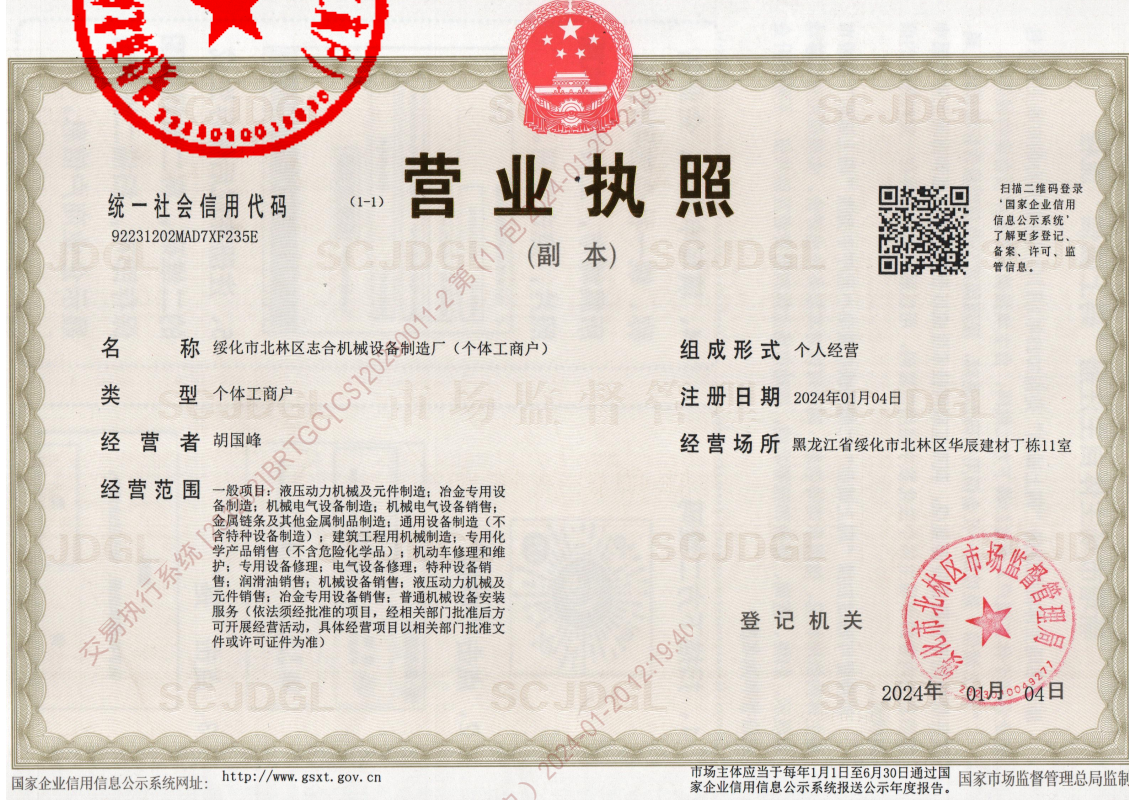 营业执照
(副 本)
(1-1)
统一社会信用代码
92231202MAD7XF235E
扫描二维码登录
‘国家企业信用
信息公示系统’
了解更多登记、
备案、许可、监
管信息。
名 称 绥化市北林区志合机械设备制造厂（个体工商户）
类 型 个体工商户
经 营 者 胡国峰
经 营 范 围 一般项目：液压动力机械及元件制造；冶金专用设
备制造；机械电气设备制造；机械电气设备销售；
金属链条及其他金属制品制造；通用设备制造（不
含特种设备制造）；建筑工程用机械制造；专用化
学产品销售（不含危险化学品）；机动车修理和维
护；专用设备修理；电气设备修理；特种设备销
售；润滑油销售；机械设备销售；液压动力机械及
元件销售；冶金专用设备销售；普通机械设备安装
服务（依法须经批准的项目，经相关部门批准后方
可开展经营活动，具体经营项目以相关部门批准文
件或许可证件为准）
组 成 形 式 个人经营
注 册 日 期 2024年01月04日
经 营 场 所 黑龙江省绥化市北林区华辰建材丁栋11室
登 记 机 关
绥化市北林区市场监督管理局
2024年 01月 04日
SCJDGL
市场监督管理
国家企业信用信息公示系统网址：
http://www.gsxt.gov.cn
市场主体应当于每年1月1日至6月30日通过国
家企业信用信息公示系统报送公示年度报告。
国家市场监督管理总局监制